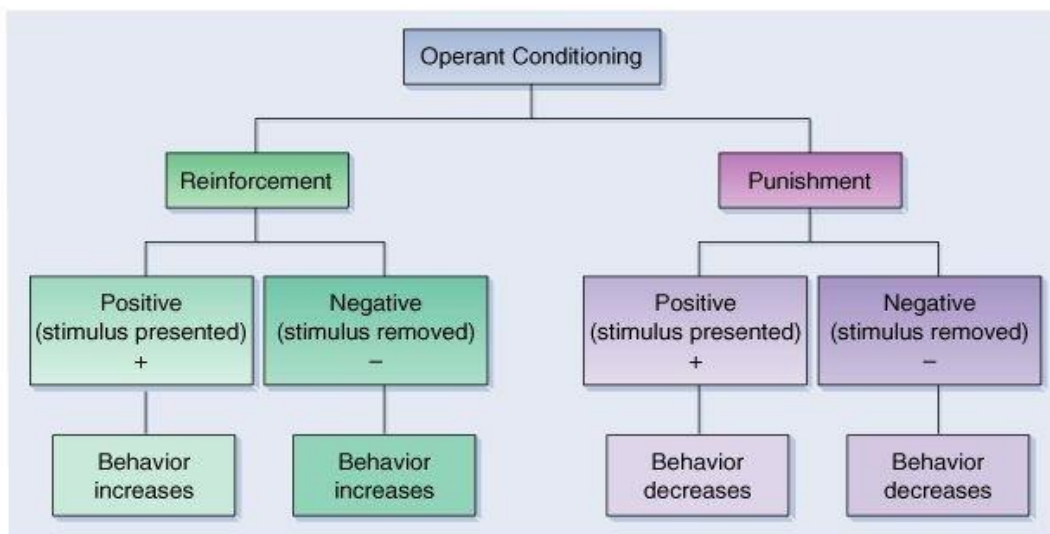 Operant Conditioning
Reinforcement
Punishment
Positive
(stimulus presented)
+
Negative
(stimulus removed)
–
Positive
(stimulus presented)
+
Negative
(stimulus removed)
–
Behavior
increases
Behavior
increases
Behavior
decreases
Behavior
decreases